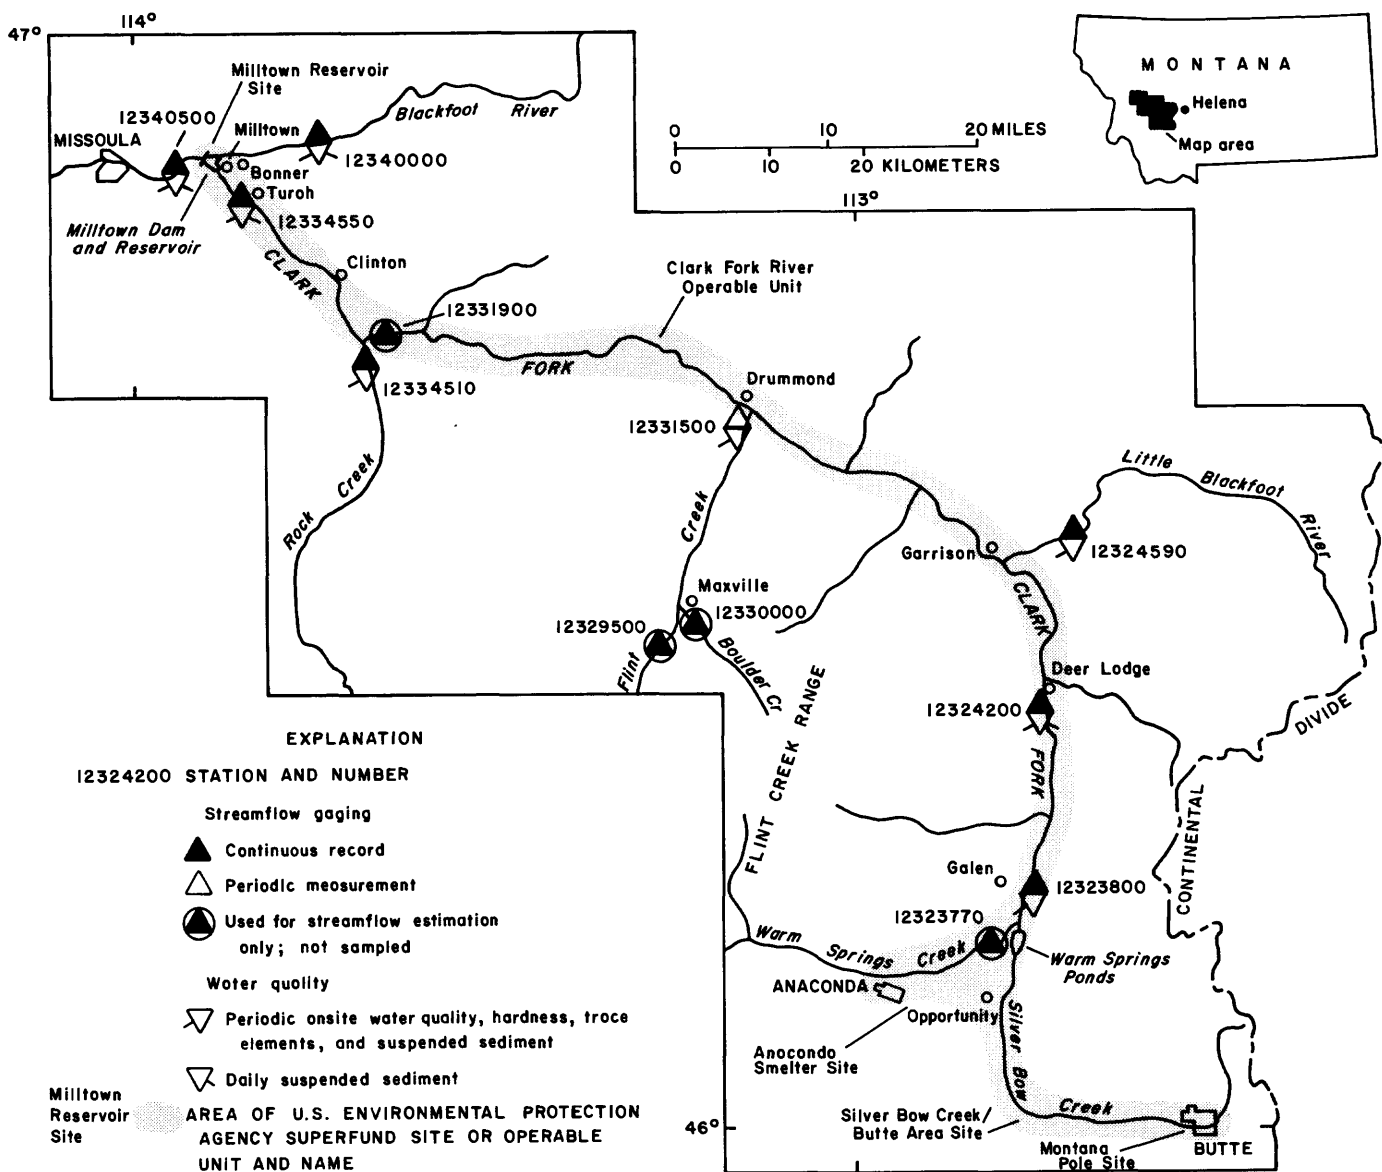 47°
114°
Milltown Reservoir
Site
12340500
MISSOULA
Milltown
Bonner
Turah
Blackfoot River
12340000
12334550
Milltown Dam
and Reservoir
0 10 20 MILES
0 10 20 KILOMETERS
MONTANA
Helena
Map area
113°
CLARK
Clinton
12331900
Clark Fork River
Operable Unit
FORK
12334510
Drummond
12331500
Rock Creek
Creek
Little Blackfoot River
Garrison
12324590
CLARK
Maxville
12330000
12329500
Flint
Boulder Cr
Deer Lodge
12324200
FORK
FLINT CREEK RANGE
CONTINENTAL
DIVIDE
Galen
12323800
12323770
Warm Springs Creek
Warm Springs
Ponds
ANACONDA
Opportunity
Silver Bow
Creek
Anocondo
Smelter Site
46°
Silver Bow Creek/
Butte Area Site
Montana
Pole Site
BUTTE
EXPLANATION
12324200 STATION AND NUMBER
Streamflow gaging
Continuous record
Periodic measurement
Used for streamflow estimation
only; not sampled
Water quality
Periodic onsite water quality, hardness, trace
elements, and suspended sediment
Daily suspended sediment
Milltown
Reservoir
Site
AREA OF U.S. ENVIRONMENTAL PROTECTION
AGENCY SUPERFUND SITE OR OPERABLE
UNIT AND NAME